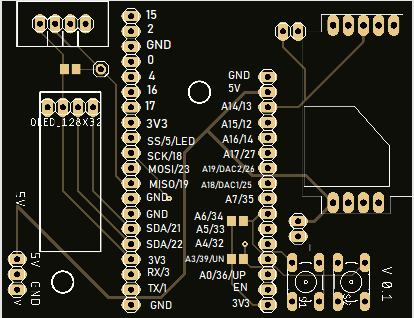 15
2
GND
0
4
16
17
3V3
SS/5/LED
SCK/18
MOSI/23
MISO/19
GND
GND
SDA/21
SDA/22
3V3
RX/3
TX/1
GND
GND
5V
A14/13
A15/12
A16/14
A17/27
A19/DAC2/26
A18/DAC1/25
A7/35
A6/34
A5/33
A4/32
A3/39/UN
A0/36/UP
EN
3V3
OLED_128X32
5V
5V GND
V 0.1